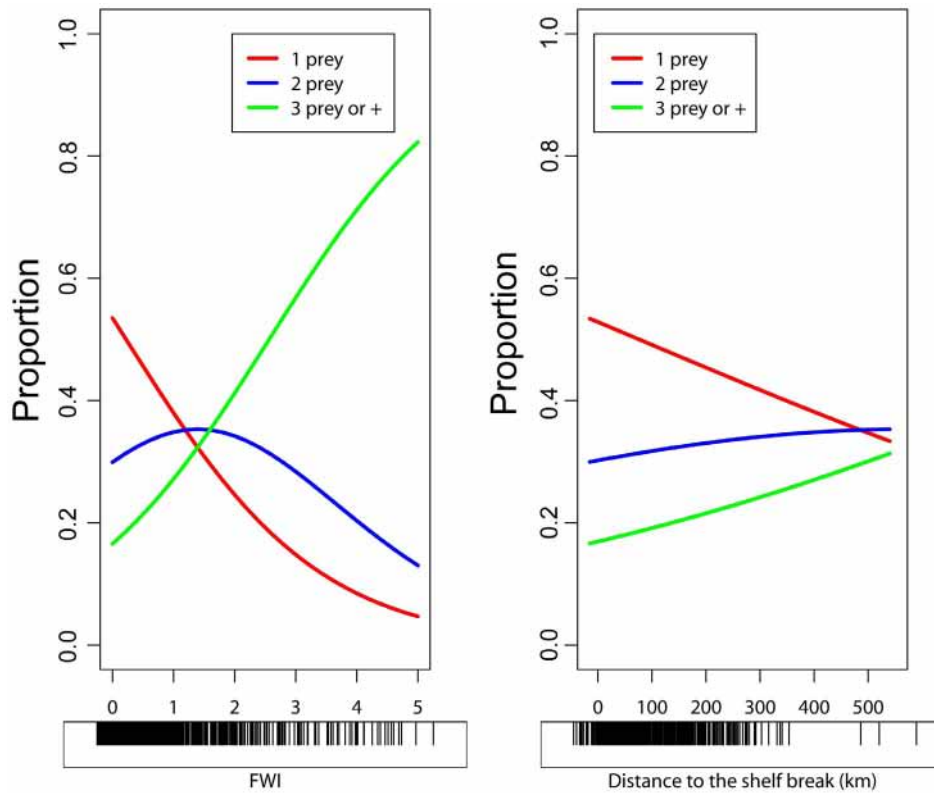 1 prey
2 prey
3 prey or +
Proportion
0.0
0.2
0.4
0.6
0.8
1.0
0 1 2 3 4 5
FWI
1 prey
2 prey
3 prey or +
Proportion
0.0
0.2
0.4
0.6
0.8
1.0
0 100 200 300 400 500
Distance to the shelf break (km)